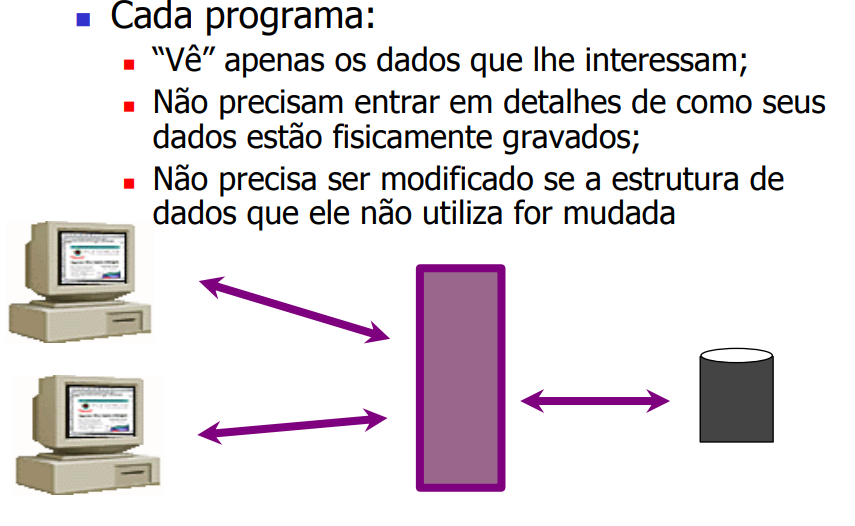 Cada programa:
“Vê” apenas os dados que lhe interessam;
Não precisam entrar em detalhes de como seus
dados estão fisicamente gravados;
Não precisa ser modificado se a estrutura de
dados que ele não utiliza for mudada